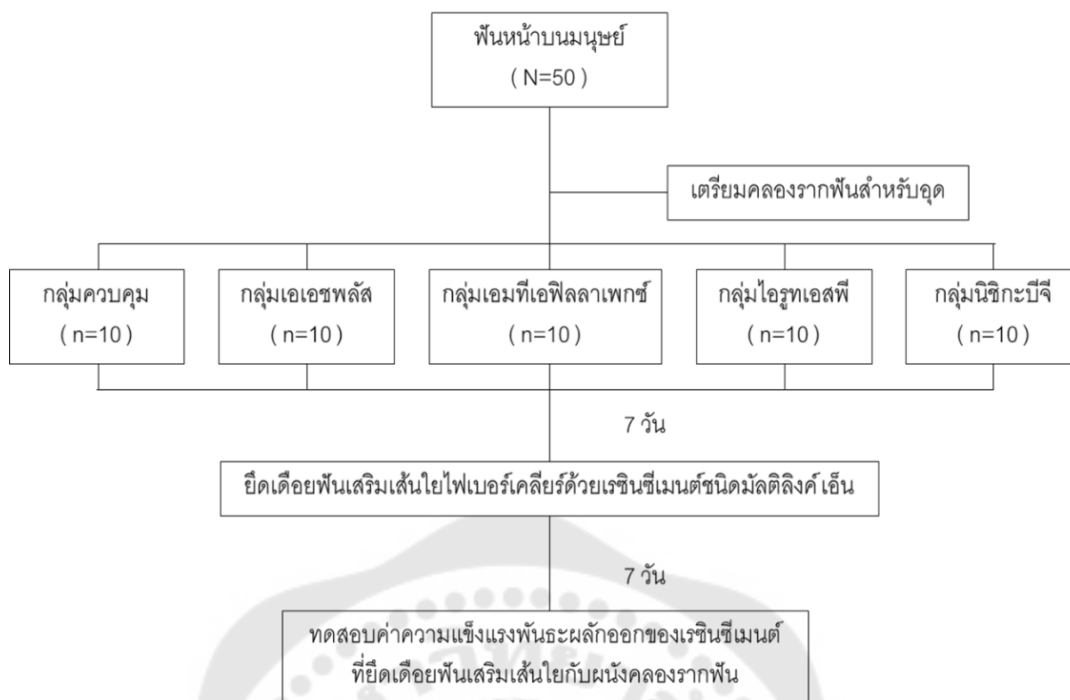 ฟันหน้าบนมนุษย์
( N=50 )
เตรียมคลองรากฟันสำหรับอุด
กลุ่มควบคุม
( n=10 )
กลุ่มเอเอชพลัส
( n=10 )
กลุ่มเอมทีเอฟิลลาเพกซ์
( n=10 )
กลุ่มไอรูทเอสพี
( n=10 )
กลุ่มนิชิกะบีจี
( n=10 )
7 วัน
ยึดเดือยฟันเสริมเส้นใยไฟเบอร์เคลียร์ด้วยเรซินซีเมนต์ชนิดมัลติลิงค์ เอ็น
7 วัน
ทดสอบค่าความแข็งแรงพันธะผลักออกของเรซินซีเมนต์
ที่ยึดเดือยฟันเสริมเส้นใยกับผนังคลองรากฟัน